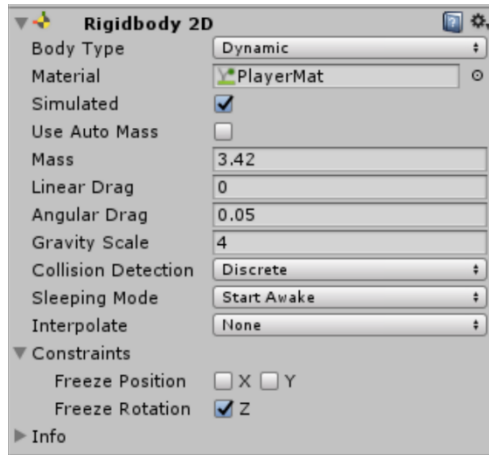 Rigidbody 2D
Body Type Dynamic
Material PlayerMat
Simulated
Use Auto Mass
Mass 3.42
Linear Drag 0
Angular Drag 0.05
Gravity Scale 4
Collision Detection Discrete
Sleeping Mode Start Awake
Interpolate None
Constraints
Freeze Position X Y
Freeze Rotation Z
Info